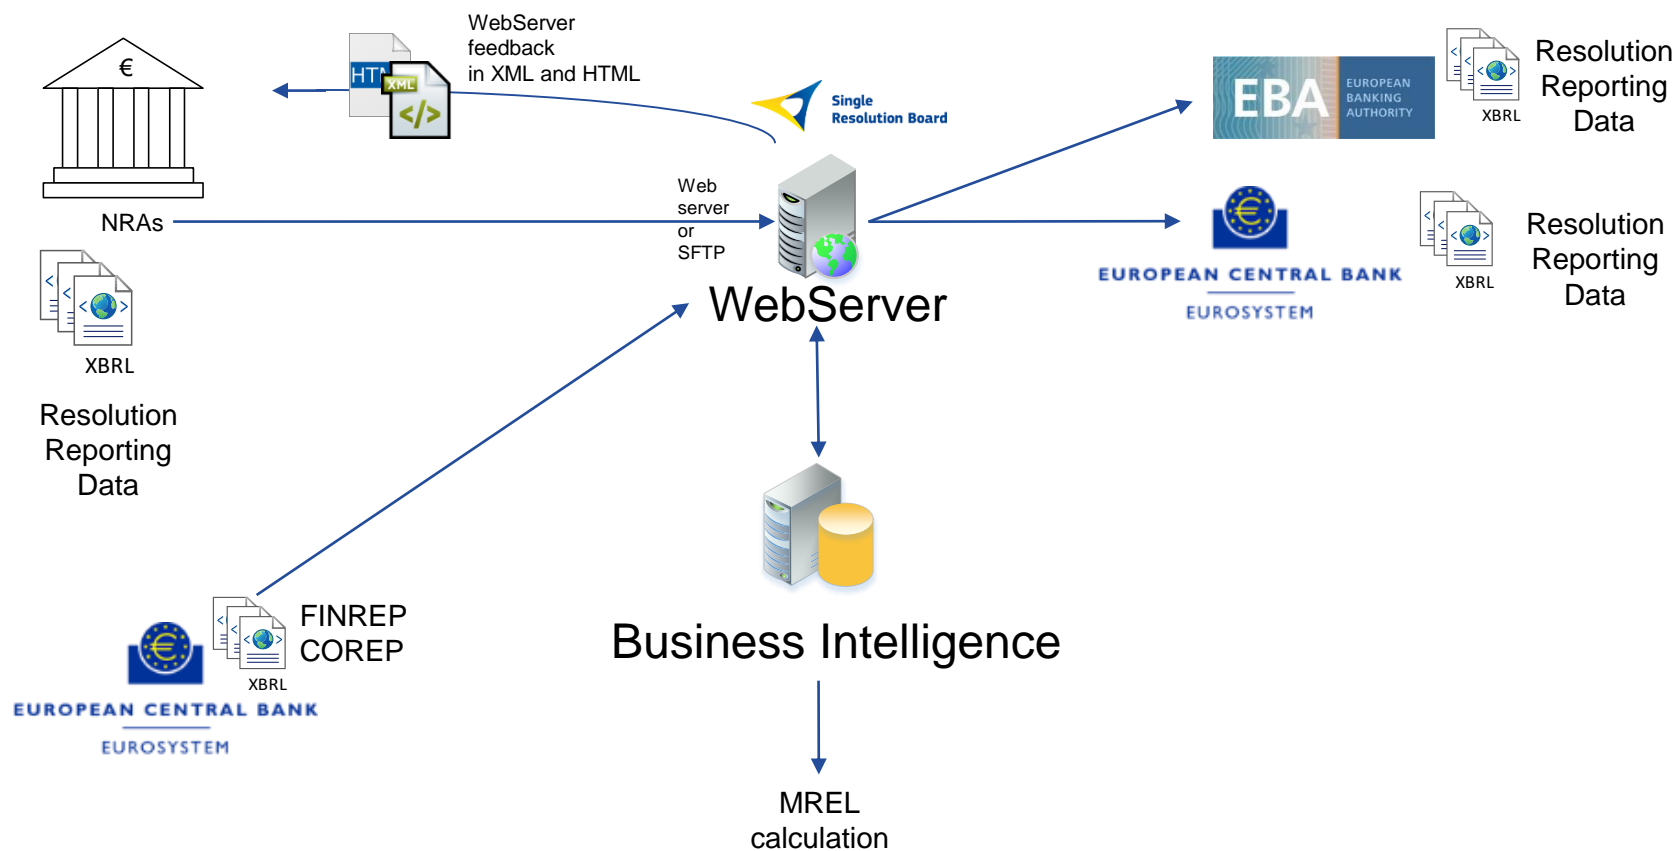 WebServer
feedback
in XML and HTML
€
HTM
XML
</>
Single
Resolution Board
EBA
EUROPEAN
BANKING
AUTHORITY
XBRL
Resolution
Reporting
Data
NRAs
Web
server
or
SFTP
WebServer
EUROPEAN CENTRAL BANK
EUROSYSTEM
XBRL
Resolution
Reporting
Data
XBRL
Resolution
Reporting
Data
FINREP
COREP
XBRL
EUROPEAN CENTRAL BANK
EUROSYSTEM
Business Intelligence
MREL
calculation